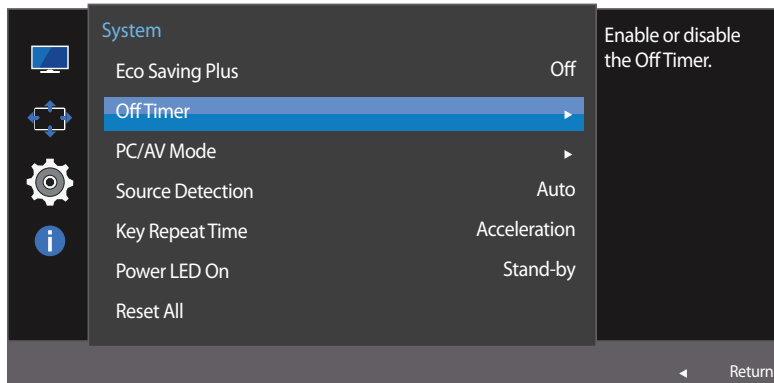 System
Eco Saving Plus Off
Off Timer ►
PC/AV Mode ►
Source Detection Auto
Key Repeat Time Acceleration
Power LED On Stand-by
Reset All
Enable or disable
the Off Timer.
◄ Return